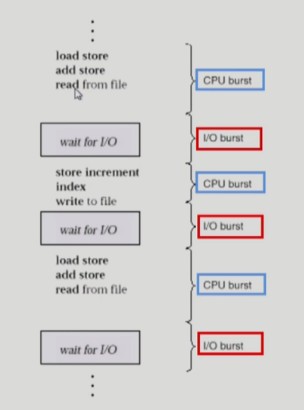 load store
add store
read from file
CPU burst
wait for I/O
I/O burst
store increment
index
write to file
CPU burst
wait for I/O
I/O burst
load store
add store
read from file
CPU burst
wait for I/O
I/O burst